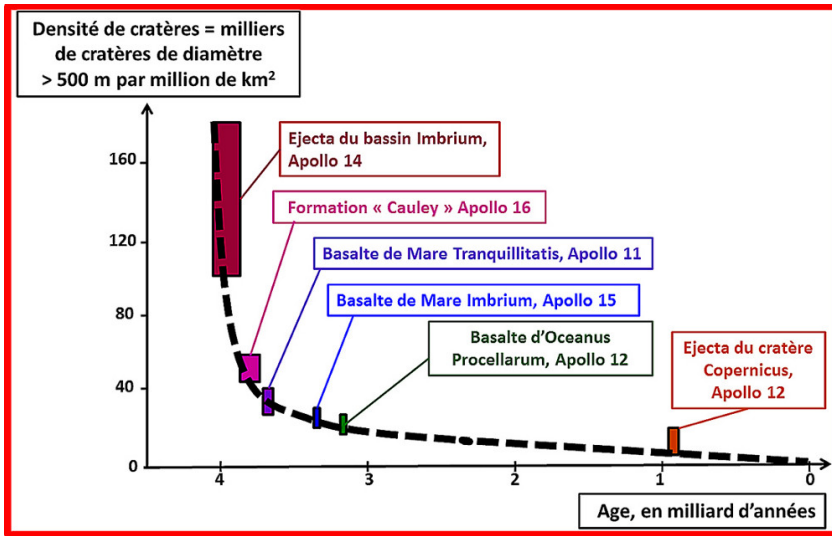 Densité de cratères = milliers
de cratères de diamètre
> 500 m par million de km²
160
120
80
40
0
Ejecta du bassin Imbrium,
Apollo 14
Formation « Cauley » Apollo 16
Basalte de Mare Tranquillitatis, Apollo 11
Basalte de Mare Imbrium, Apollo 15
Basalte d'Oceanus
Procellarum, Apollo 12
Ejecta du cratère
Copernicus,
Apollo 12
4 3 2 1 0
Age, en milliard d'années